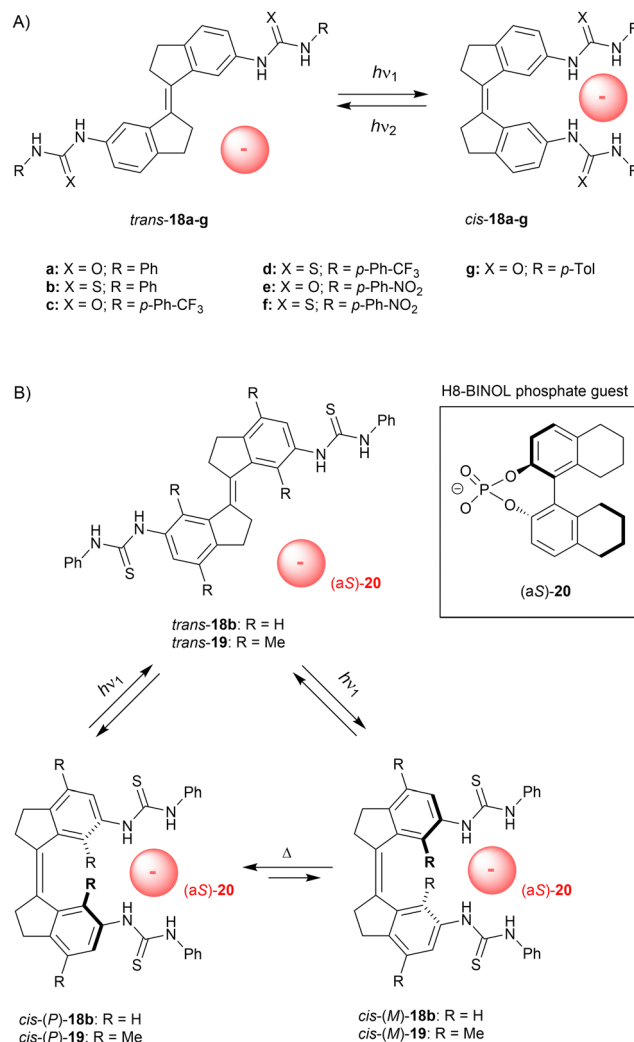 A)
X
R
N
H
N
H
H
N
H
N
R
X
hν1
hν2
X
R
N
H
N
H
-
-
N
H
N
H
X
R
trans-18a-g
cis-18a-g
a: X = O; R = Ph
b: X = S; R = Ph
c: X = O; R = p-Ph-CF3
d: X = S; R = p-Ph-CF3
e: X = O; R = p-Ph-NO2
f: X = S; R = p-Ph-NO2
g: X = O; R = p-Tol
B)
R
S
N
H
N
H
Ph
R
R
H
N
H
N
Ph
S
R
-
(aS)-20
trans-18b: R = H
trans-19: R = Me
H8-BINOL phosphate guest
O
O
P
⊖
O
O
(aS)-20
hν1
hν1
R
S
N
H
N
H
Ph
R
R
-
(aS)-20
N
H
N
H
Ph
S
R
Δ
R
S
N
H
N
H
Ph
R
R
-
(aS)-20
N
H
N
H
Ph
S
R
cis-(P)-18b: R = H
cis-(P)-19: R = Me
cis-(M)-18b: R = H
cis-(M)-19: R = Me